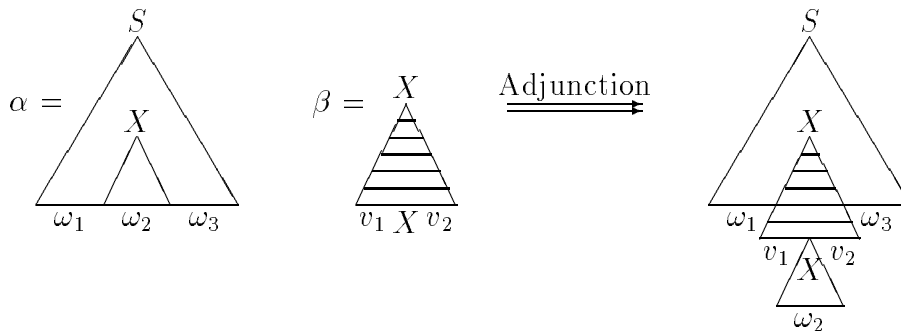 S S
α = X β = X Adjunction X
ω₁ ω₂ ω₃ v₁ X v₂ ω₁ ω₃
v₁ X v₂
ω₂